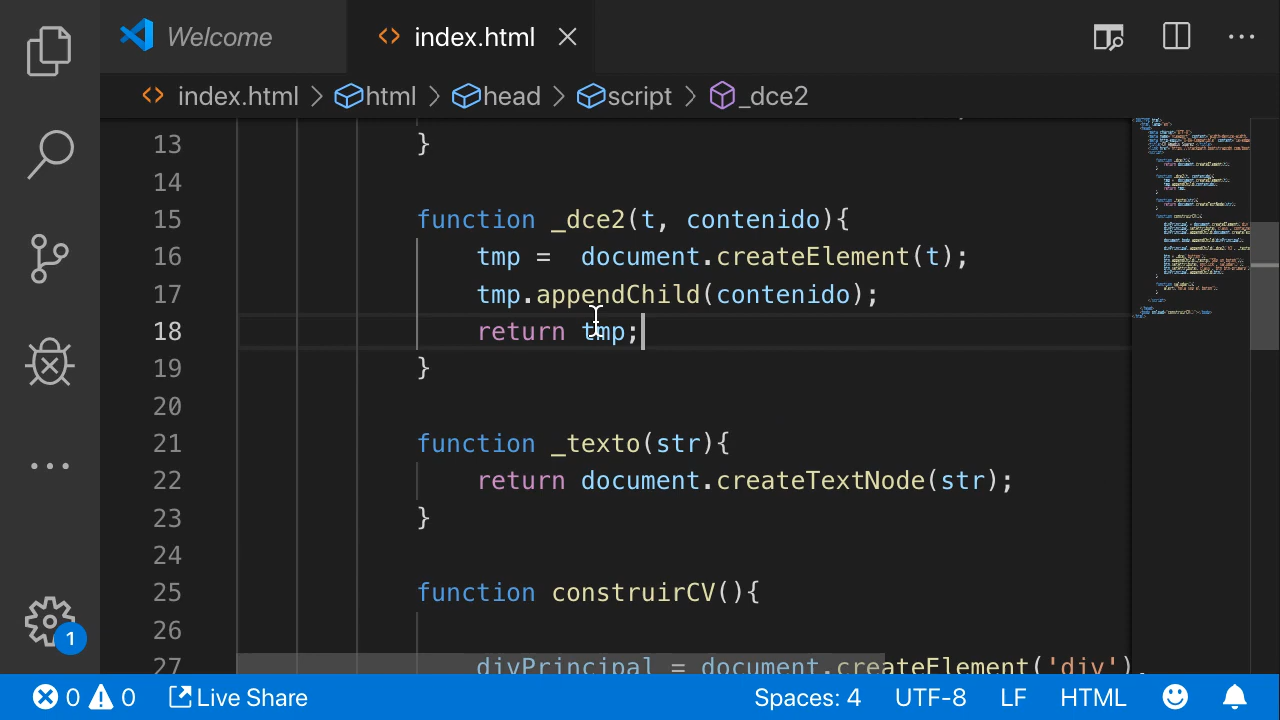 Welcome
index.html
index.html > html > head > script > _dce2
13 }
14
15 function _dce2(t, contenido){
16 tmp =  document.createElement(t);
17 tmp.appendChild(contenido);
18 return tmp;
19 }
20
21 function _texto(str){
22 return document.createTextNode(str);
23 }
24
25 function construirCV(){
26
27 divPrincipal = document.createElement('div')
1
0 0 Live Share Spaces: 4 UTF-8 LF HTML